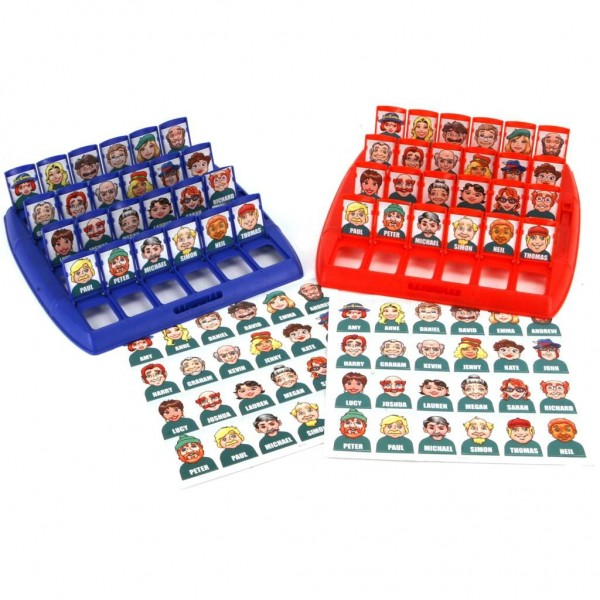 RICHARD
PAUL
PETER
MICHAEL
SIMON
NEIL
THOMAS
PAUL
PETER
MICHAEL
SIMON
NEIL
THOMAS
AMY
ANNE
DANIEL
DAVID
EMMA
HARRY
GRAHAM
KEVIN
JENNY
KATE
LUCY
JOSHUA
LAUREN
MEGAN
PETER
PAUL
MICHAEL
AMY
ANNE
DANIEL
DAVID
EMMA
ANDREW
HARRY
GRAHAM
KEVIN
JENNY
KATE
JOHN
LUCY
JOSHUA
LAUREN
MEGAN
SARAH
RICHARD
PETER
PAUL
MICHAEL
SIMON
THOMAS
NEIL